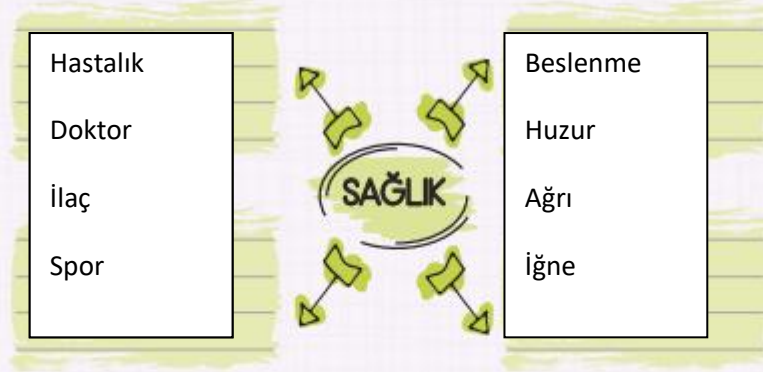 Hastalık
Doktor
İlaç
Spor
SAĞLIK
Beslenme
Huzur
Ağrı
İğne